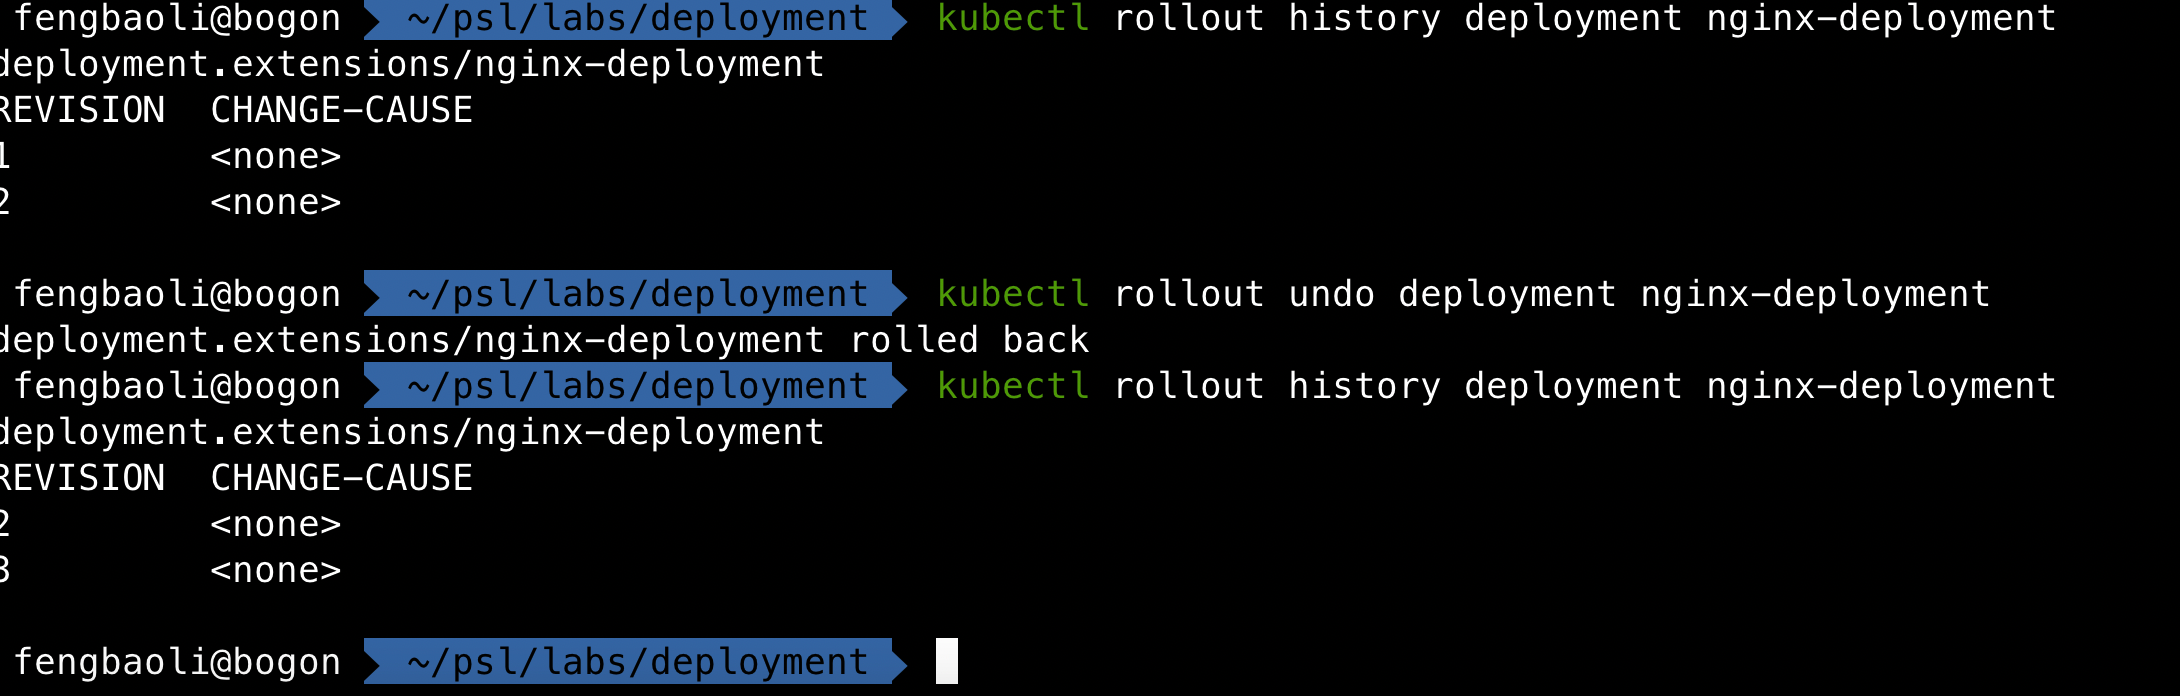 fengbaoli@bogon ~/psl/labs/deployment kubectl rollout history deployment nginx-deployment
deployment.extensions/nginx-deployment
REVISION  CHANGE-CAUSE
1         <none>
2         <none>
fengbaoli@bogon ~/psl/labs/deployment kubectl rollout undo deployment nginx-deployment
deployment.extensions/nginx-deployment rolled back
fengbaoli@bogon ~/psl/labs/deployment kubectl rollout history deployment nginx-deployment
deployment.extensions/nginx-deployment
REVISION  CHANGE-CAUSE
2         <none>
3         <none>
fengbaoli@bogon ~/psl/labs/deployment